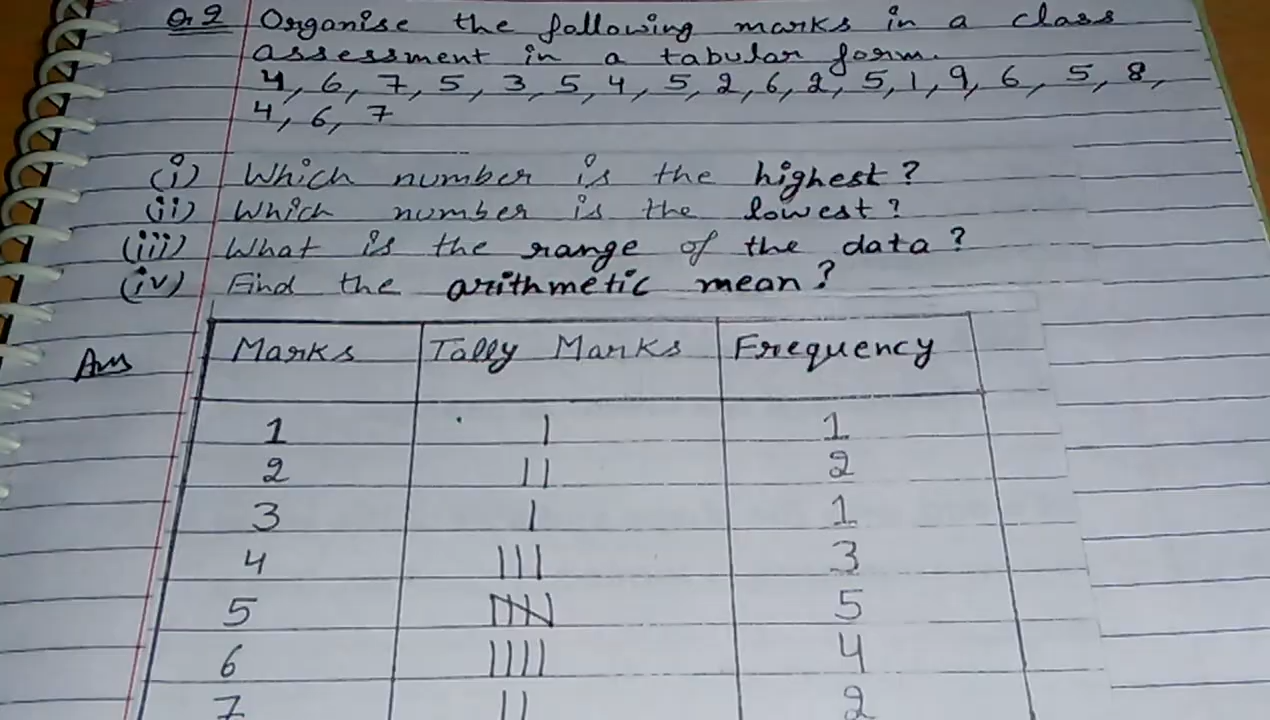 Q.2 Organise the following marks in a class
assessment in a tabular form.
4, 6, 7, 5, 3, 5, 4, 5, 2, 6, 2, 5, 1, 9, 6, 5, 8,
4, 6, 7
(i) Which number is the highest?
(ii) Which number is the lowest?
(iii) What is the range of the data?
(iv) Find the arithmetic mean?
Ans Marks Tally Marks Frequency
1 | 1
2 || 2
3 | 1
4 ||| 3
5 𝍸 5
6 |||| 4
7 || 2